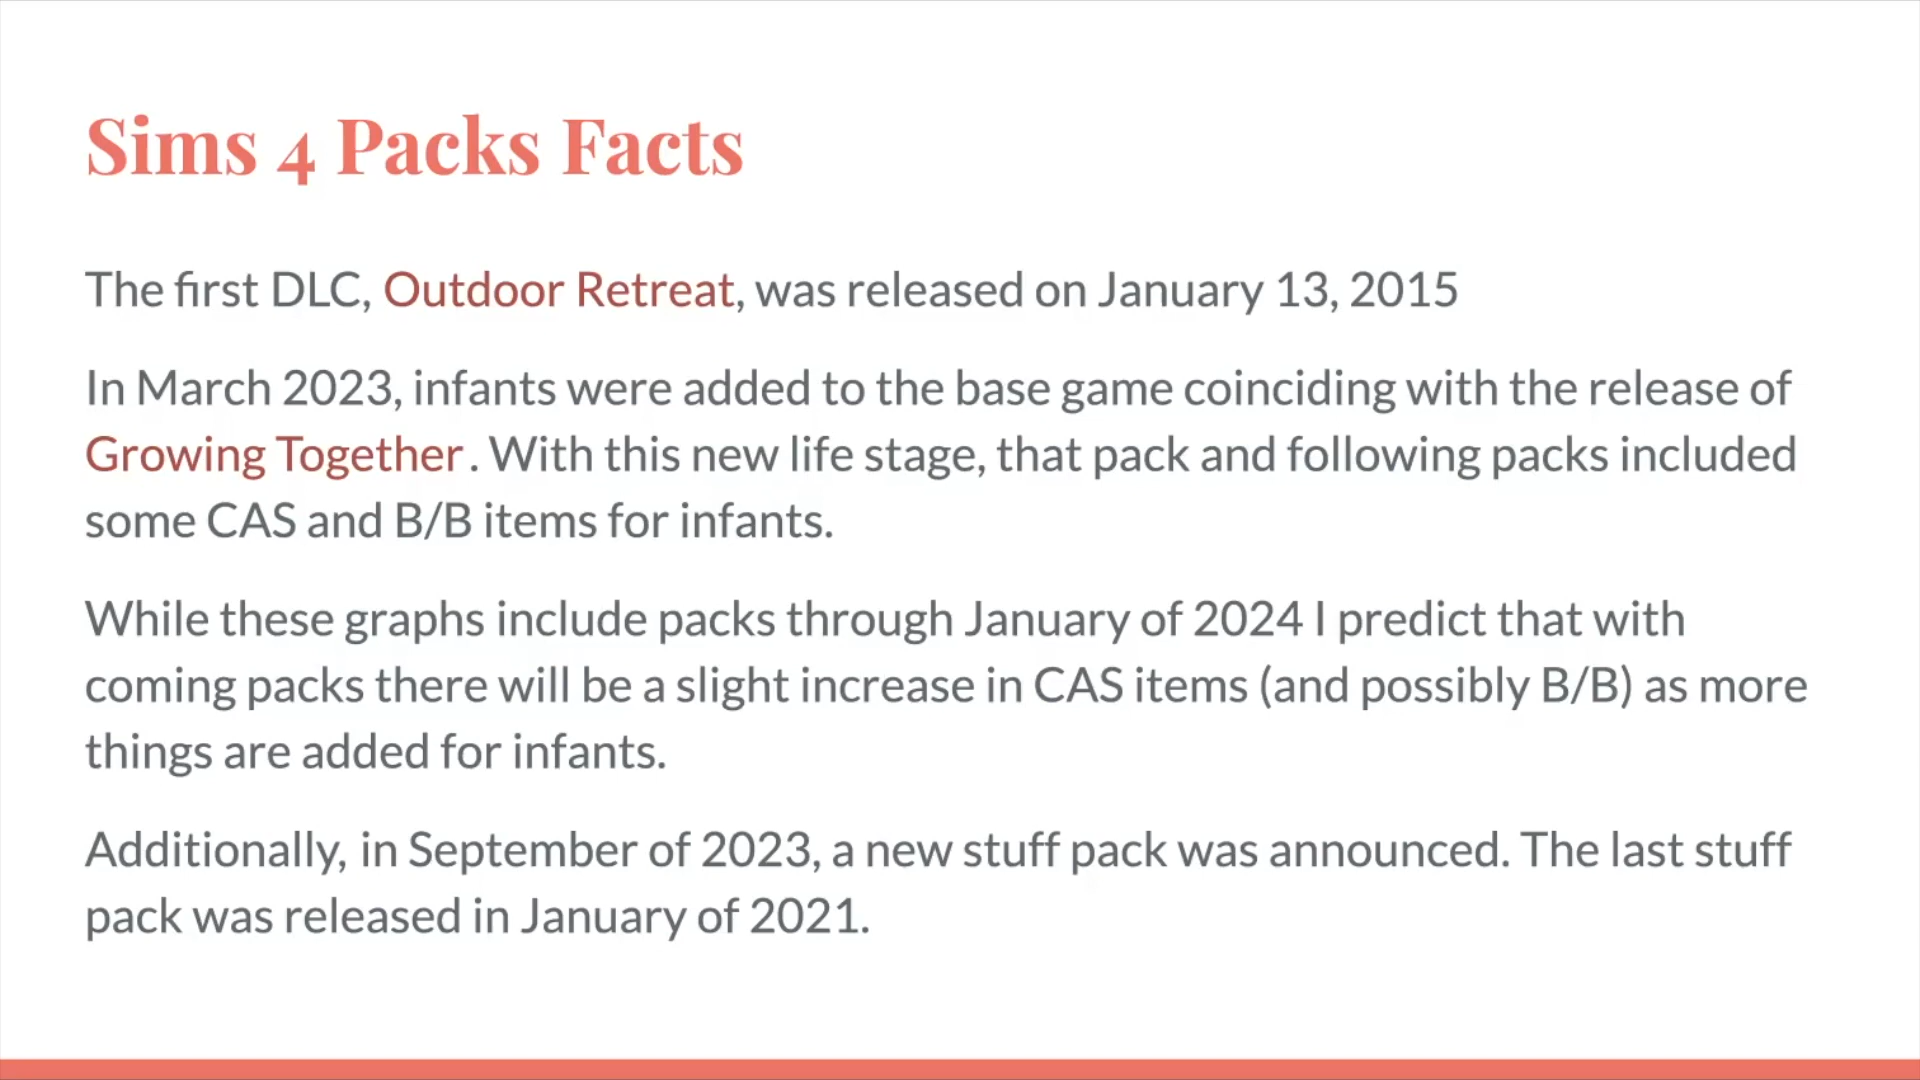 Sims 4 Packs Facts
The first DLC, Outdoor Retreat, was released on January 13, 2015
In March 2023, infants were added to the base game coinciding with the release of
Growing Together. With this new life stage, that pack and following packs included
some CAS and B/B items for infants.
While these graphs include packs through January of 2024 I predict that with
coming packs there will be a slight increase in CAS items (and possibly B/B) as more
things are added for infants.
Additionally, in September of 2023, a new stuff pack was announced. The last stuff
pack was released in January of 2021.